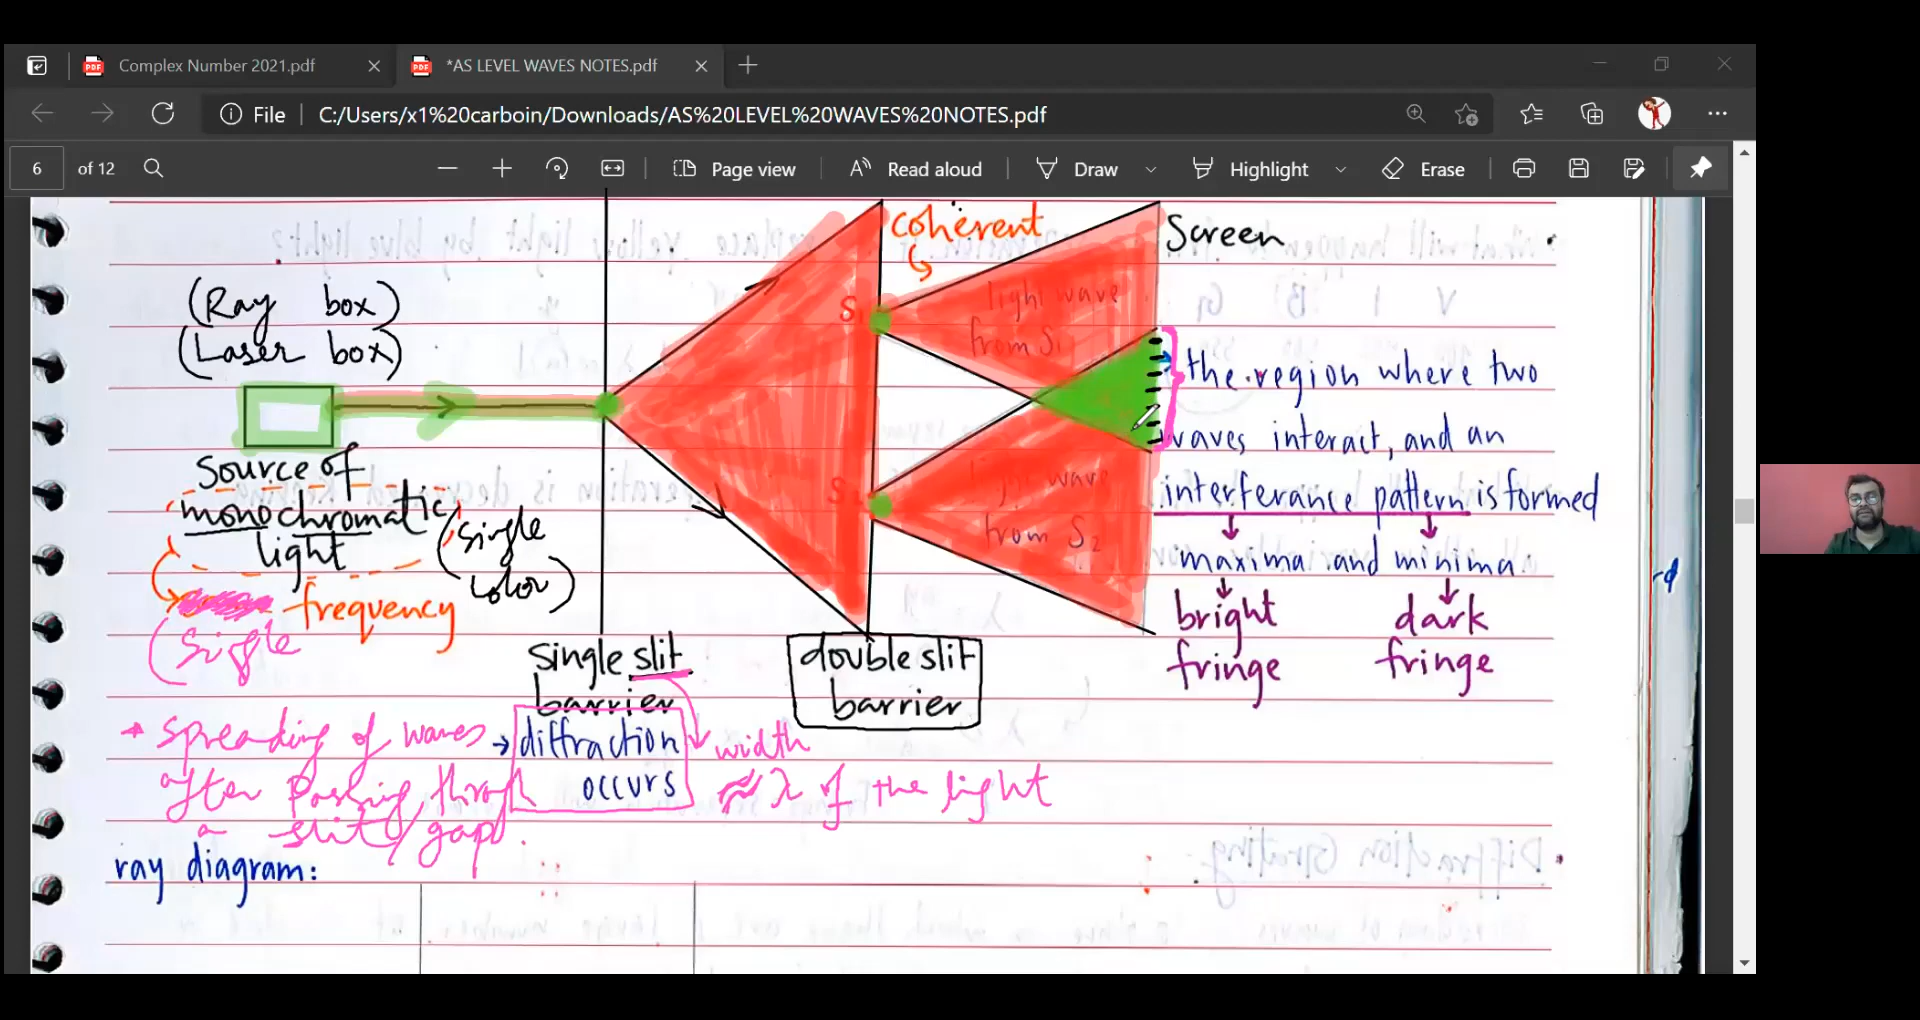 Complex Number 2021.pdf
*AS LEVEL WAVES NOTES.pdf
File
C:/Users/x1%20carboin/Downloads/AS%20LEVEL%20WAVES%20NOTES.pdf
6 of 12
Page view
Read aloud
Draw
Highlight
Erase
coherent
Screen
(Ray box)
(Laser box)
S1
light wave
from S1
the region where two
waves interact, and an
interferance pattern is formed
maxima and minima
bright
fringe
dark
fringe
Source of
monochromatic
light
(single
color)
frequency
(Single
S
light wave
from S2
single slit
barrier
double slit
barrier
spreading of waves
after passing through
a slit/gap.
diffraction
occurs
width
≈ λ of the light
ray diagram: